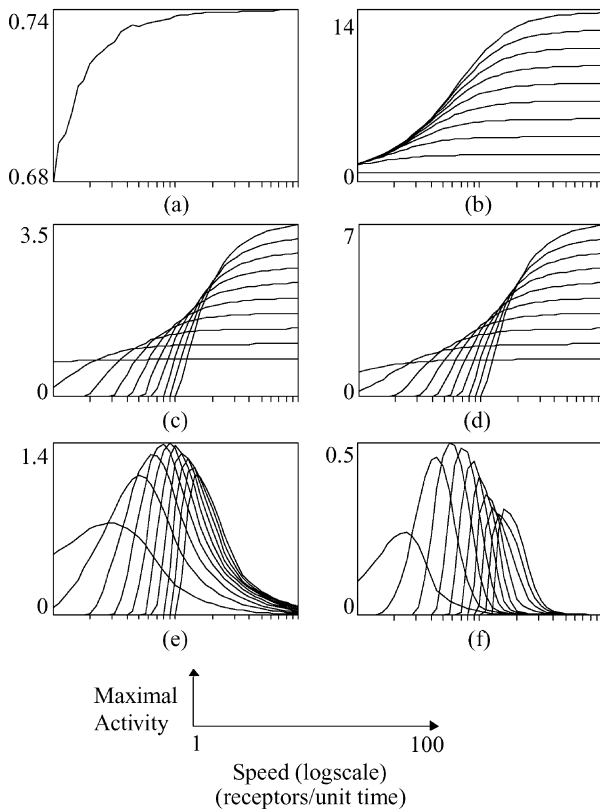 0.74
0.68
(a)
14
0
(b)
3.5
0
(c)
7
0
(d)
1.4
0
(e)
0.5
0
(f)
Maximal
Activity
1
100
Speed (logscale)
(receptors/unit time)